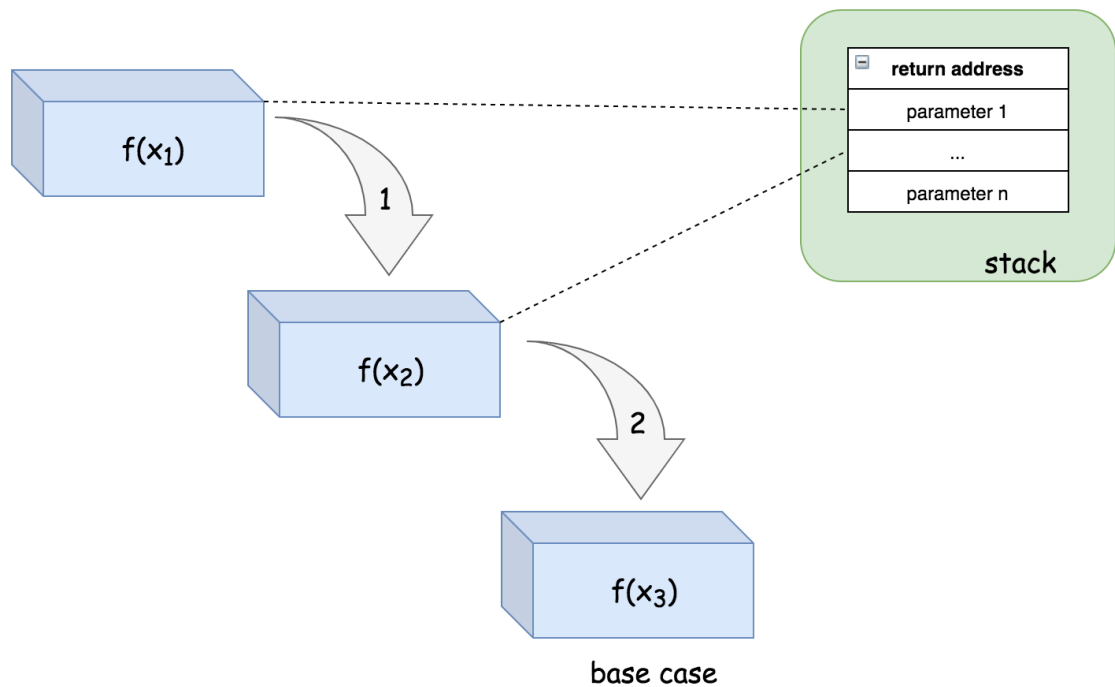 f(x₁)
1
return address
parameter 1
...
parameter n
stack
f(x₂)
2
f(x₃)
base case